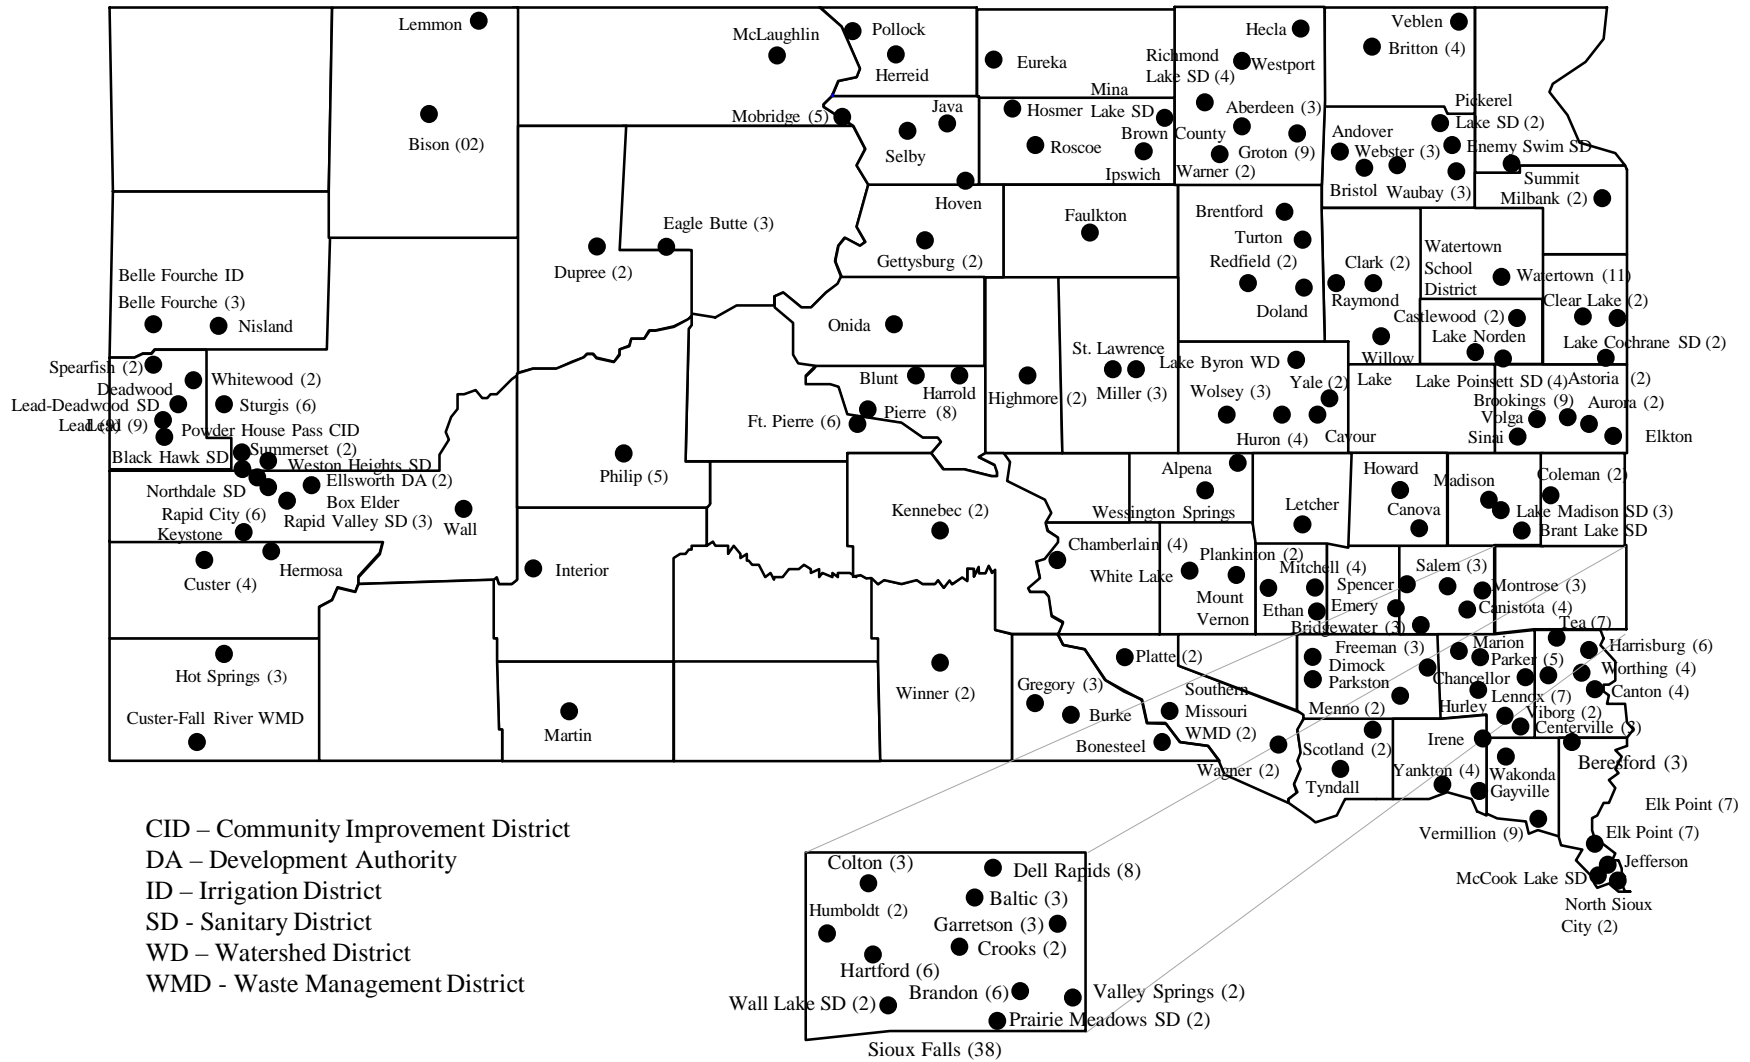 Lemmon
McLaughlin
Pollock
Herreid
Eureka
Hecla
Richmond
Lake SD (4)
Westport
Veblen
Britton (4)
Bison (02)
Mobridge (5)
Java
Selby
Mina
Hosmer
Lake SD
Roscoe
Brown County
Ipswich
Aberdeen (3)
Groton (9)
Warner (2)
Pickerel
Lake SD (2)
Andover
Webster (3)
Enemy Swim SD
Bristol
Waubay (3)
Summit
Milbank (2)
Hoven
Eagle Butte (3)
Dupree (2)
Gettysburg (2)
Faulkton
Brentford
Turton
Redfield (2)
Doland
Clark (2)
Raymond
Watertown
School
District
Watertown (11)
Clear Lake (2)
Castlewood (2)
Lake Norden
Lake Cochrane SD (2)
Willow
Lake
Belle Fourche ID
Belle Fourche (3)
Nisland
Onida
St. Lawrence
Miller (3)
Lake Byron WD
Wolsey (3)
Yale (2)
Huron (4)
Cavour
Lake Poinsett SD (4)
Astoria (2)
Brookings (9)
Aurora (2)
Volga
Sinai
Elkton
Spearfish (2)
Deadwood
Whitewood (2)
Lead-Deadwood SD
Sturgis (6)
Lead (9)
Lead (9)
Powder House Pass CID
Black Hawk SD
Summerset (2)
Weston Heights SD
Ellsworth DA (2)
Northdale SD
Box Elder
Rapid City (6)
Rapid Valley SD (3)
Keystone
Wall
Blunt
Harrold
Highmore (2)
Ft. Pierre (6)
Pierre (8)
Philip (5)
Kennebec (2)
Alpena
Wessington Springs
Letcher
Howard
Canova
Madison
Coleman (2)
Lake Madison SD (3)
Brant Lake SD
Custer (4)
Hermosa
Interior
Chamberlain (4)
White Lake
Plankinton (2)
Mount
Vernon
Mitchell (4)
Ethan
Spencer
Emery
Bridgewater (3)
Salem (3)
Montrose (3)
Canistota (4)
Tea (7)
Hot Springs (3)
Custer-Fall River WMD
Martin
Winner (2)
Gregory (3)
Burke
Bonesteel
Platte (2)
Southern
Missouri
WMD (2)
Wagner (2)
Freeman (3)
Dimock
Parkston
Menno (2)
Scotland (2)
Tyndall
Marion
Parker (5)
Chancellor
Hurley
Lennox (7)
Viborg (2)
Centerville (3)
Harrisburg (6)
Worthing (4)
Canton (4)
Irene
Yankton (4)
Wakonda
Gayville
Beresford (3)
Vermillion (9)
Elk Point (7)
Elk Point (7)
Jefferson
McCook Lake SD
North Sioux
City (2)
CID – Community Improvement District
DA – Development Authority
ID – Irrigation District
SD - Sanitary District
WD – Watershed District
WMD - Waste Management District
Colton (3)
Dell Rapids (8)
Humboldt (2)
Baltic (3)
Garretson (3)
Crooks (2)
Hartford (6)
Brandon (6)
Valley Springs (2)
Wall Lake SD (2)
Prairie Meadows SD (2)
Sioux Falls (38)